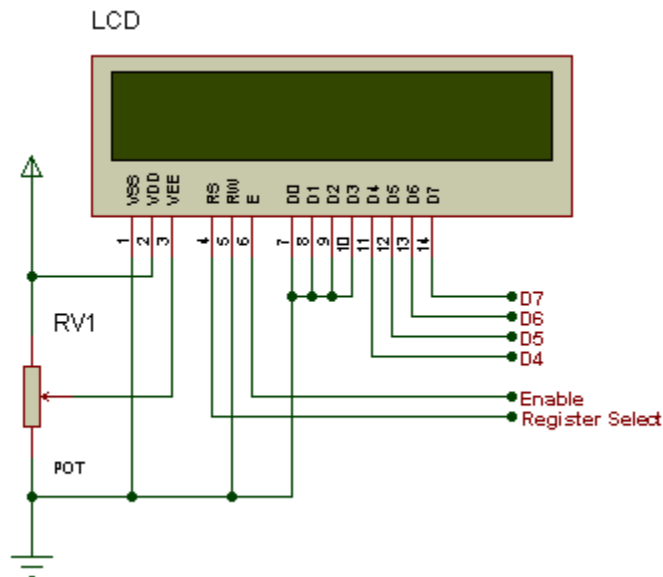 LCD
VSS VDD VEE RS RW E D0 D1 D2 D3 D4 D5 D6 D7
1 2 3 4 5 6 7 8 9 10 11 12 13 14
D7
RV1
D6
D5
D4
Enable
Register Select
POT